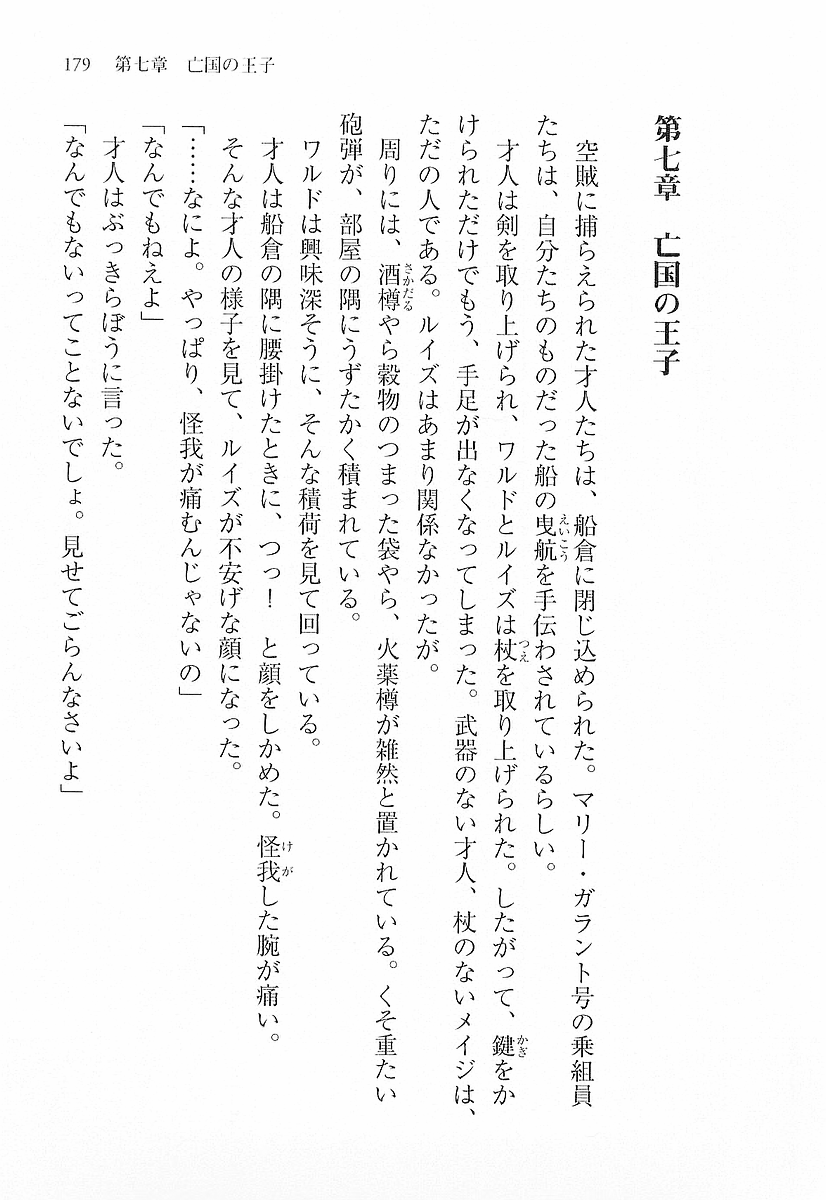 179　第七章　亡国の王子
第七章　亡国の王子
　空賊に捕らえられた才人たちは、船倉に閉じ込められた。マリー・ガラント号の乗組員
たちは、自分たちのものだった船の曳航を手伝わされているらしい。
　才人は剣を取り上げられ、ワルドとルイズは杖を取り上げられた。したがって、鍵をか
けられただけでもう、手足が出なくなってしまった。武器のない才人、杖のないメイジは、
ただの人である。ルイズはあまり関係なかったが。
　周りには、酒樽やら穀物のつまった袋やら、火薬樽が雑然と置かれている。くそ重たい
砲弾が、部屋の隅にうずたかく積まれている。
　ワルドは興味深そうに、そんな積荷を見て回っている。
　才人は船倉の隅に腰掛けたときに、つっ！　と顔をしかめた。怪我した腕が痛い。
　そんな才人の様子を見て、ルイズが不安げな顔になった。
「……なによ。やっぱり、怪我が痛むんじゃないの」
「なんでもねえよ」
　才人はぶっきらぼうに言った。
「なんでもないってことないでしょ。見せてごらんなさいよ」